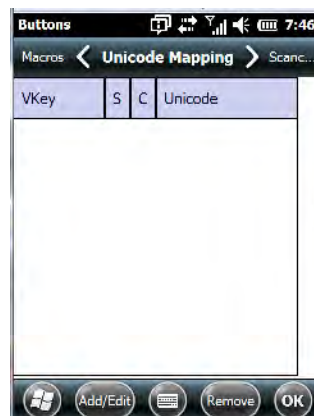 Buttons 7:46
Macros Unicode Mapping Scanc...
VKey S C Unicode
Add/Edit Remove OK